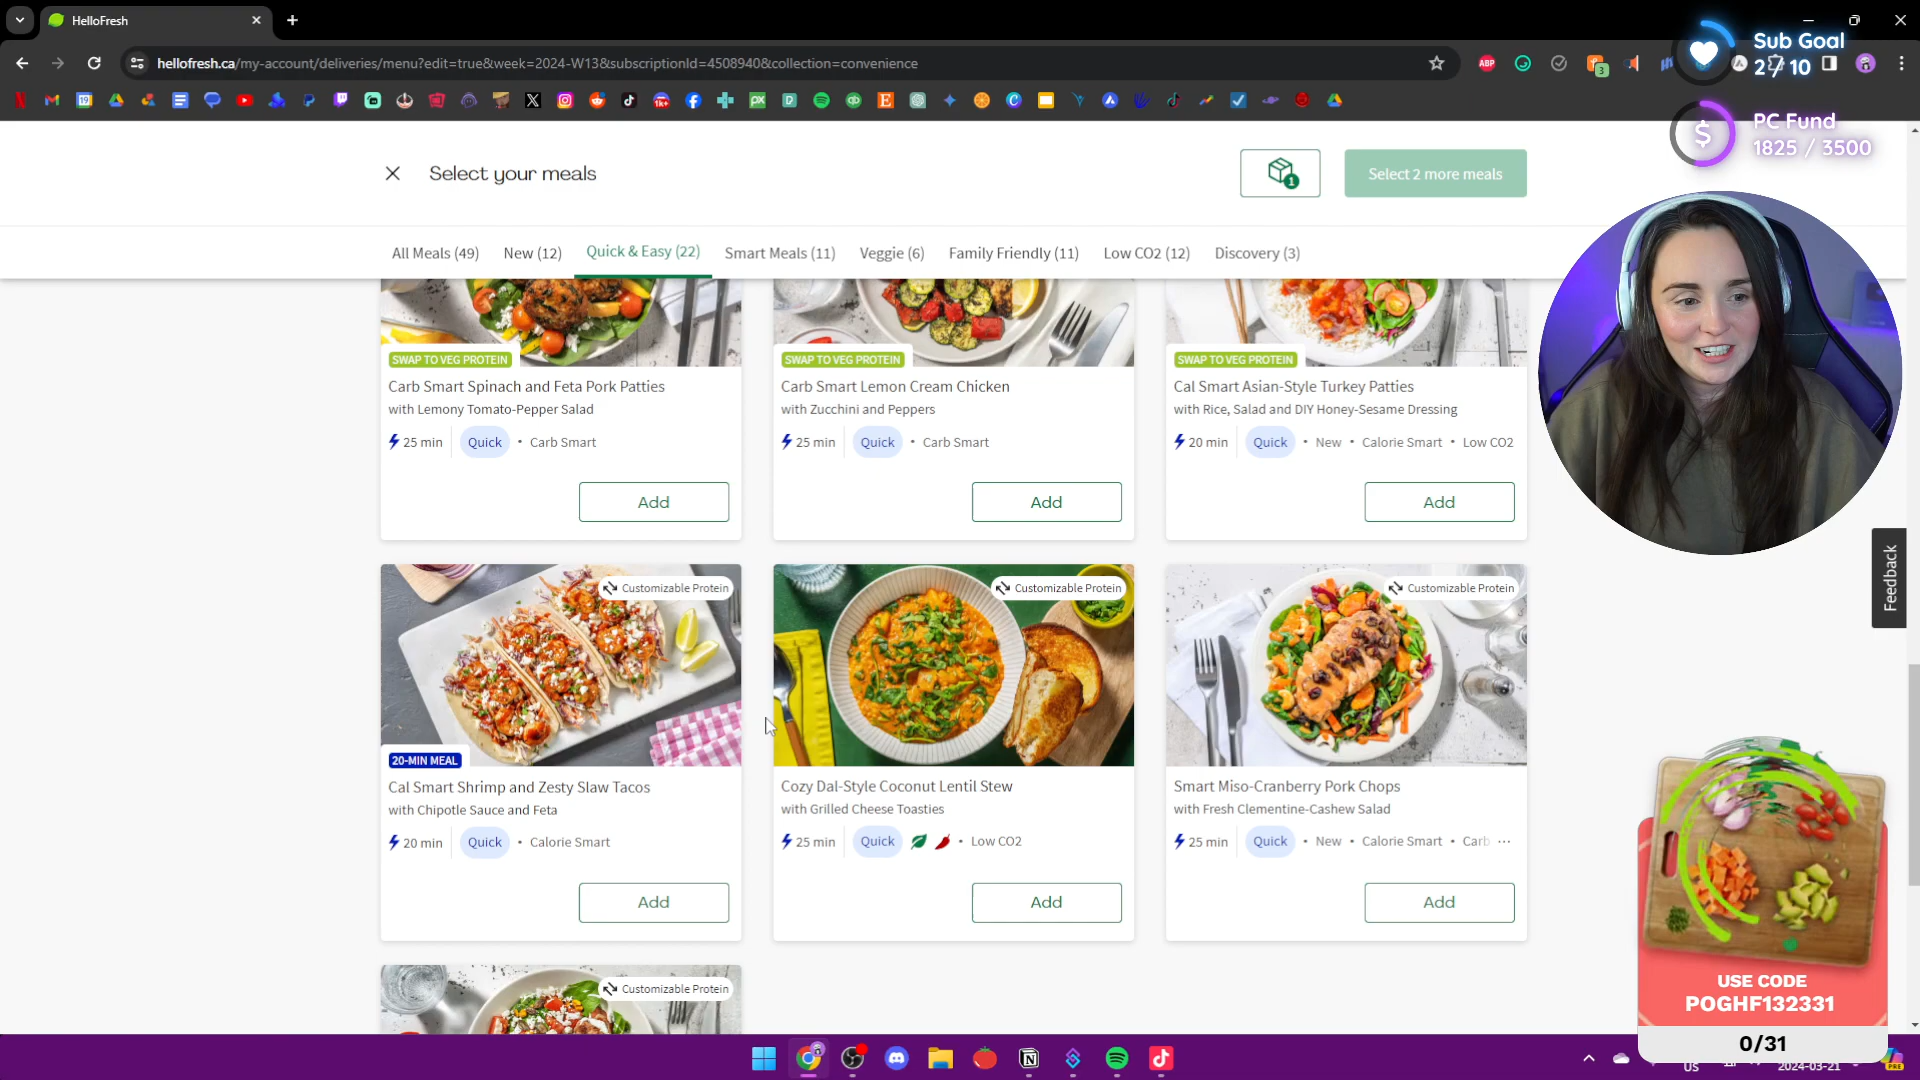 HelloFresh
hellofresh.ca/my-account/deliveries/menu?edit=true&week=2024-W13&subscriptionId=4508940&collection=convenience
Sub Goal
2 / 10
PC Fund
1825 / 3500
Select your meals
1
Select 2 more meals
All Meals (49)
New (12)
Quick & Easy (22)
Smart Meals (11)
Veggie (6)
Family Friendly (11)
Low CO2 (12)
Discovery (3)
SWAP TO VEG PROTEIN
Carb Smart Spinach and Feta Pork Patties
with Lemony Tomato-Pepper Salad
25 min Quick • Carb Smart
Add
SWAP TO VEG PROTEIN
Carb Smart Lemon Cream Chicken
with Zucchini and Peppers
25 min Quick • Carb Smart
Add
SWAP TO VEG PROTEIN
Cal Smart Asian-Style Turkey Patties
with Rice, Salad and DIY Honey-Sesame Dressing
20 min Quick • New • Calorie Smart • Low CO2
Add
Customizable Protein
20-MIN MEAL
Cal Smart Shrimp and Zesty Slaw Tacos
with Chipotle Sauce and Feta
20 min Quick • Calorie Smart
Add
Customizable Protein
Cozy Dal-Style Coconut Lentil Stew
with Grilled Cheese Toasties
25 min Quick • Low CO2
Add
Customizable Protein
Smart Miso-Cranberry Pork Chops
with Fresh Clementine-Cashew Salad
25 min Quick • New • Calorie Smart • Carb ...
Add
Customizable Protein
Feedback
USE CODE
POGHF132331
0/31
US
2024-03-21